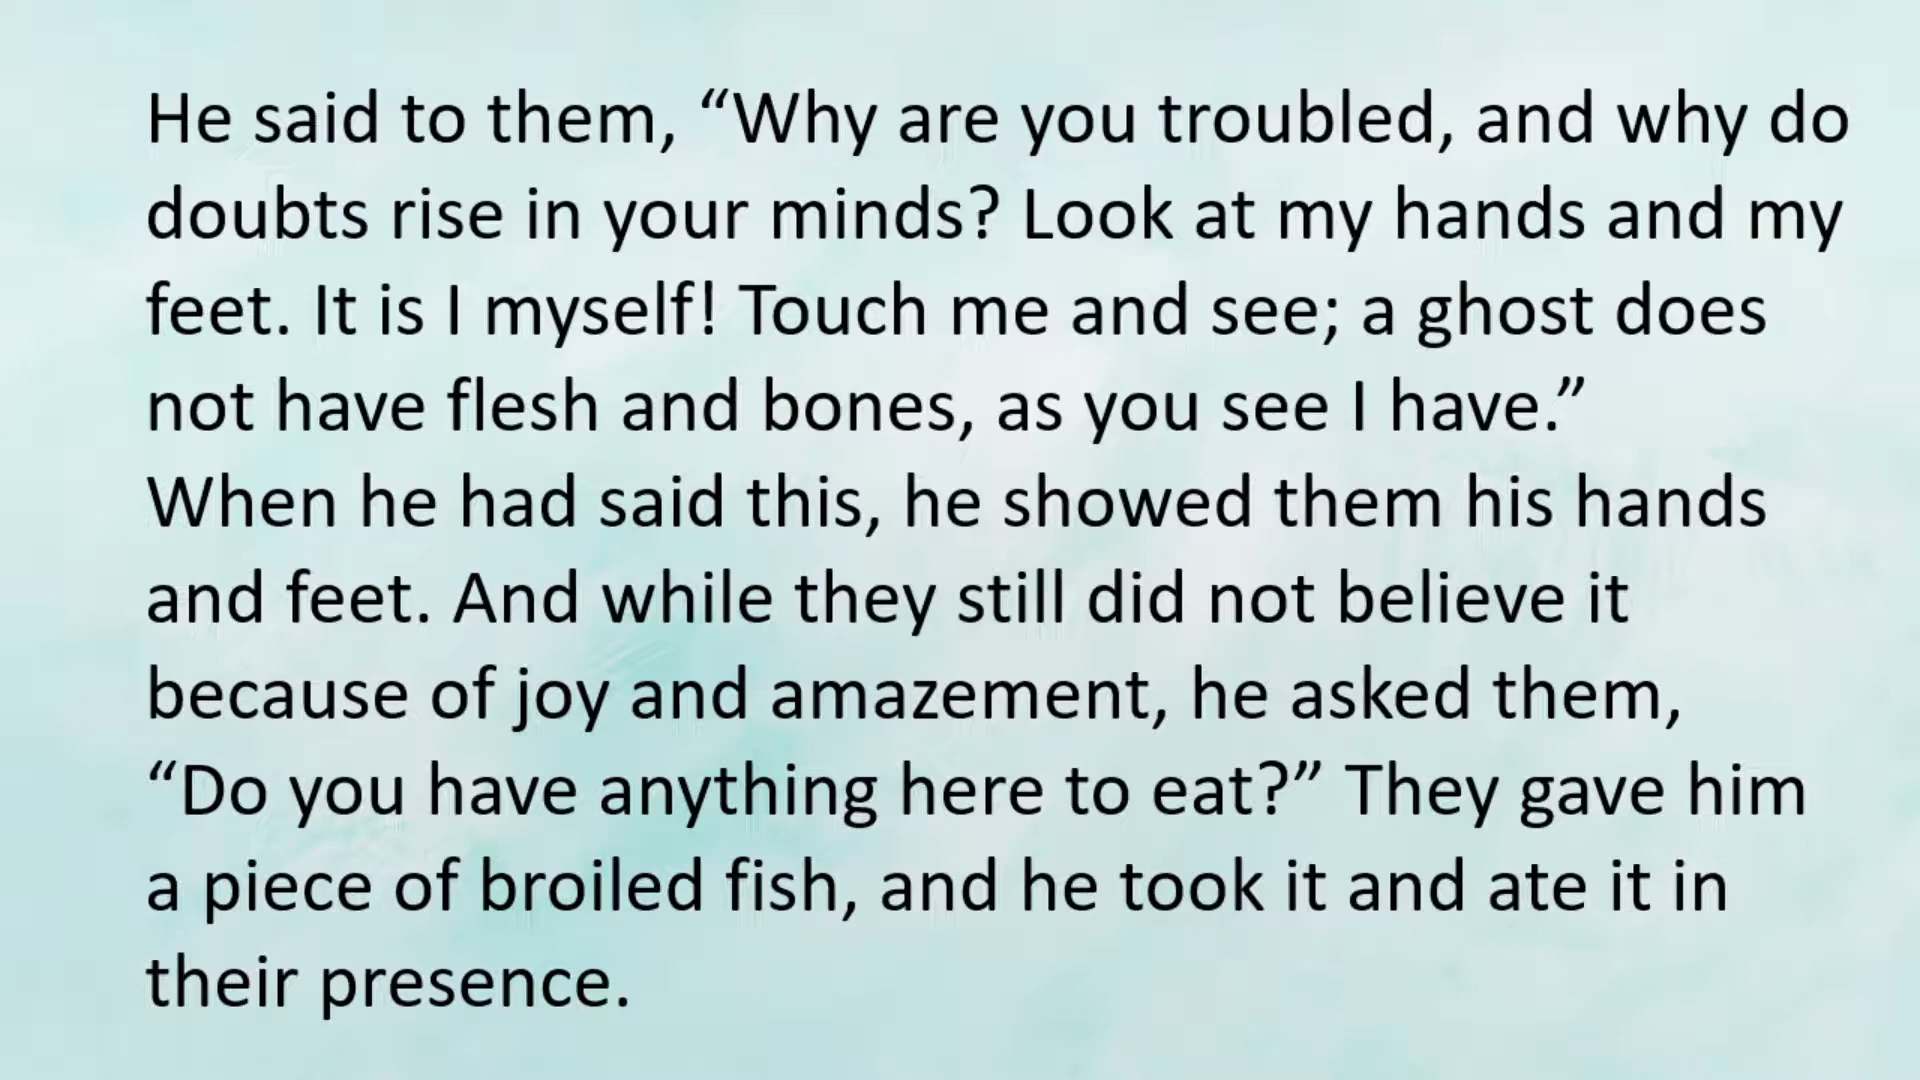 He said to them, “Why are you troubled, and why do
doubts rise in your minds? Look at my hands and my
feet. It is I myself! Touch me and see; a ghost does
not have flesh and bones, as you see I have.”
When he had said this, he showed them his hands
and feet. And while they still did not believe it
because of joy and amazement, he asked them,
“Do you have anything here to eat?” They gave him
a piece of broiled fish, and he took it and ate it in
their presence.